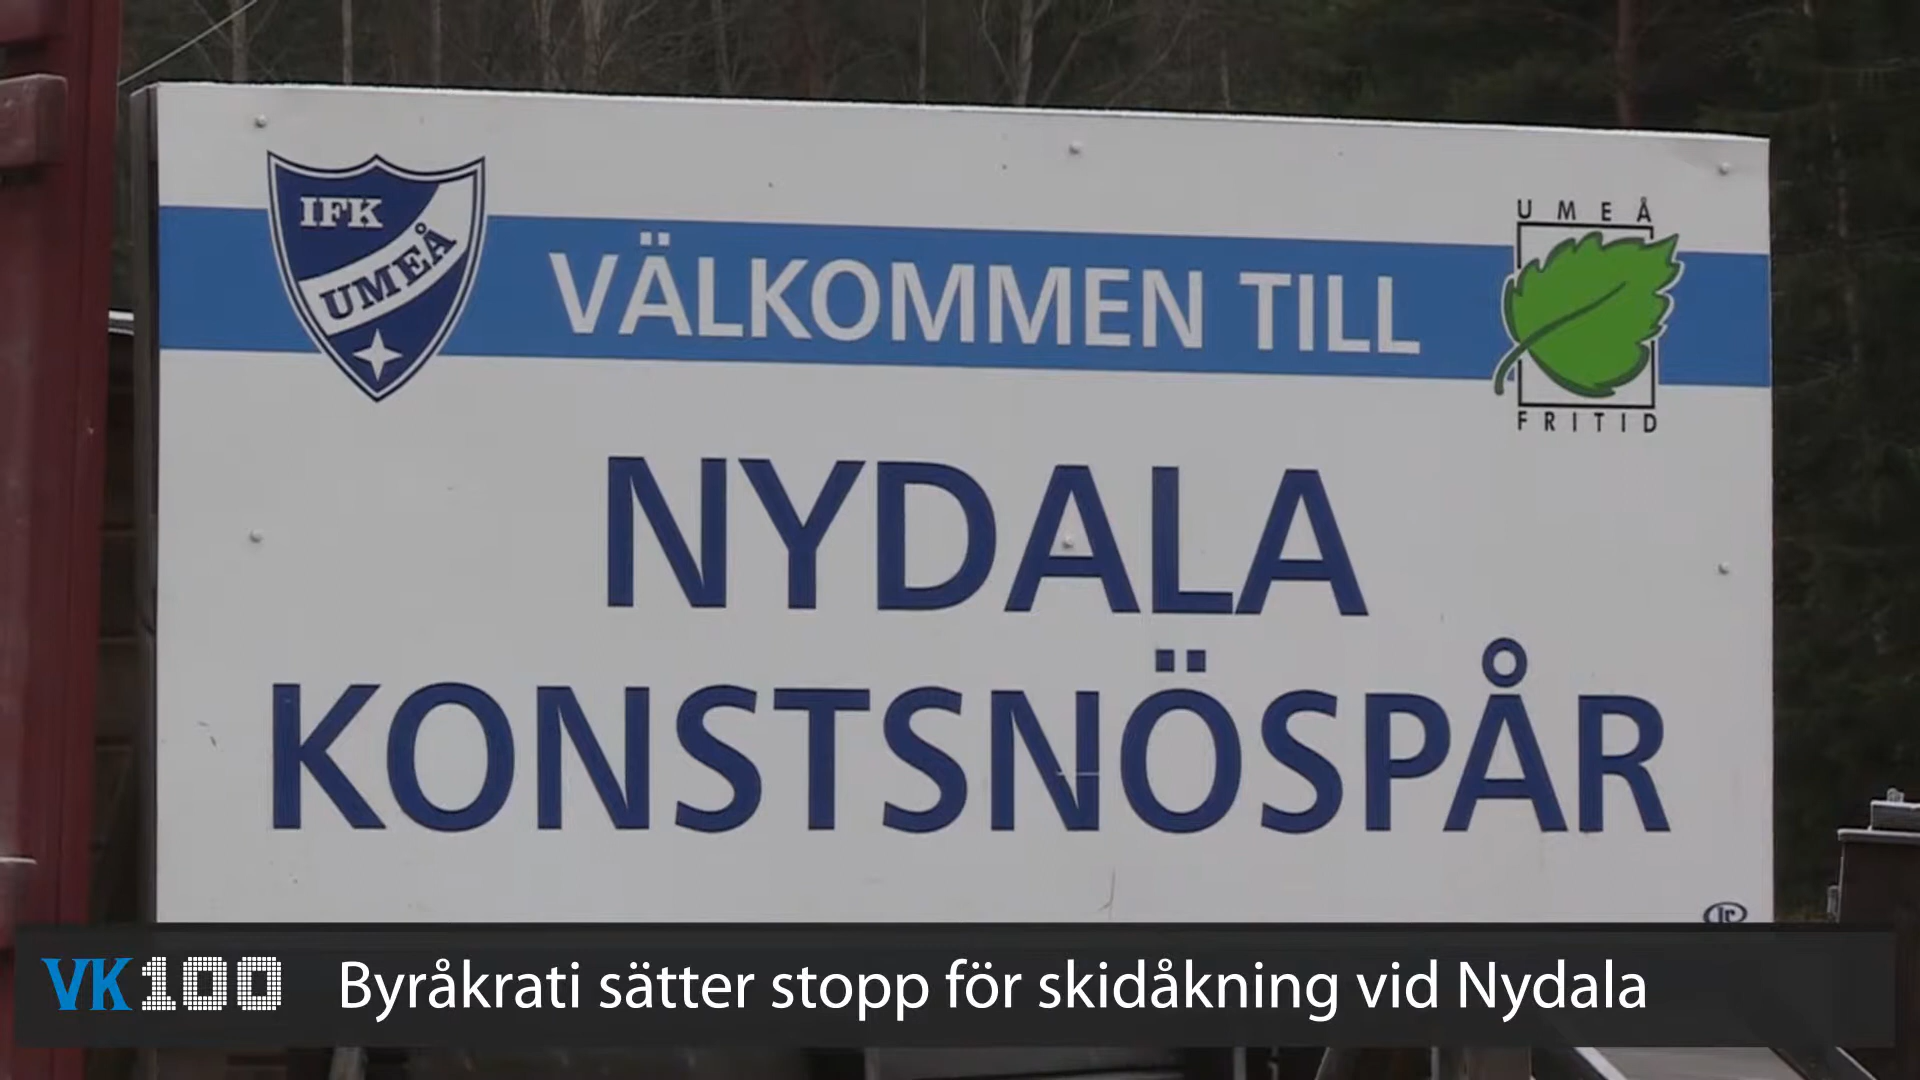 IFK
UMEÅ
VÄLKOMMEN TILL
UMEÅ
FRITID
NYDALA
KONSTSNÖSPÅR
VK100 Byråkrati sätter stopp för skidåkning vid Nydala